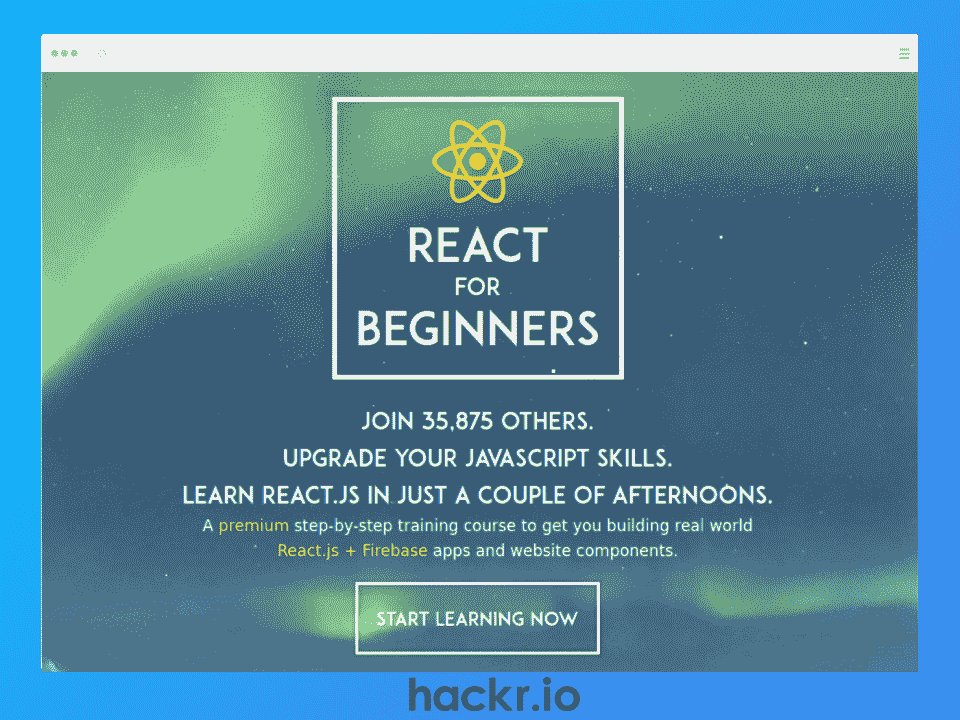 REACT
FOR
BEGINNERS
JOIN 35,875 OTHERS.
UPGRADE YOUR JAVASCRIPT SKILLS.
LEARN REACT.JS IN JUST A COUPLE OF AFTERNOONS.
A premium step-by-step training course to get you building real world
React.js + Firebase apps and website components.
START LEARNING NOW
hackr.io